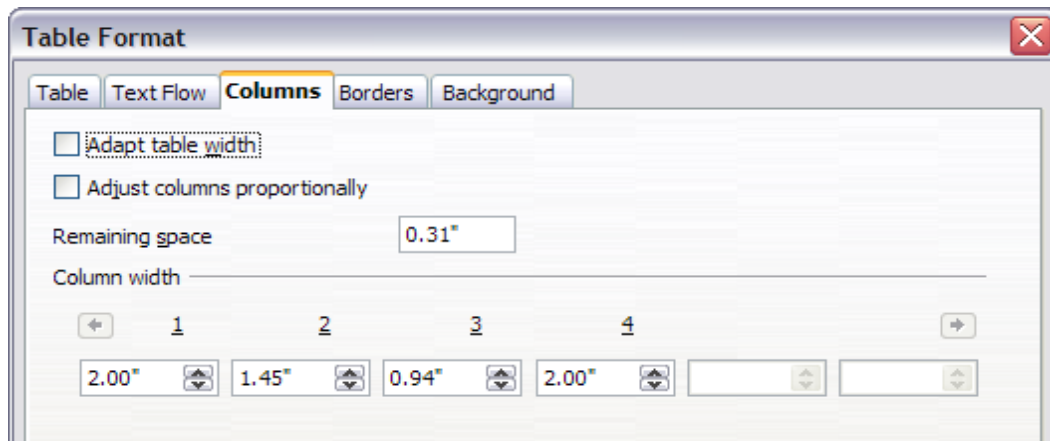 Table Format
Table Text Flow Columns Borders Background
Adapt table width
Adjust columns proportionally
Remaining space 0.31"
Column width
1 2 3 4
2.00" 1.45" 0.94" 2.00"